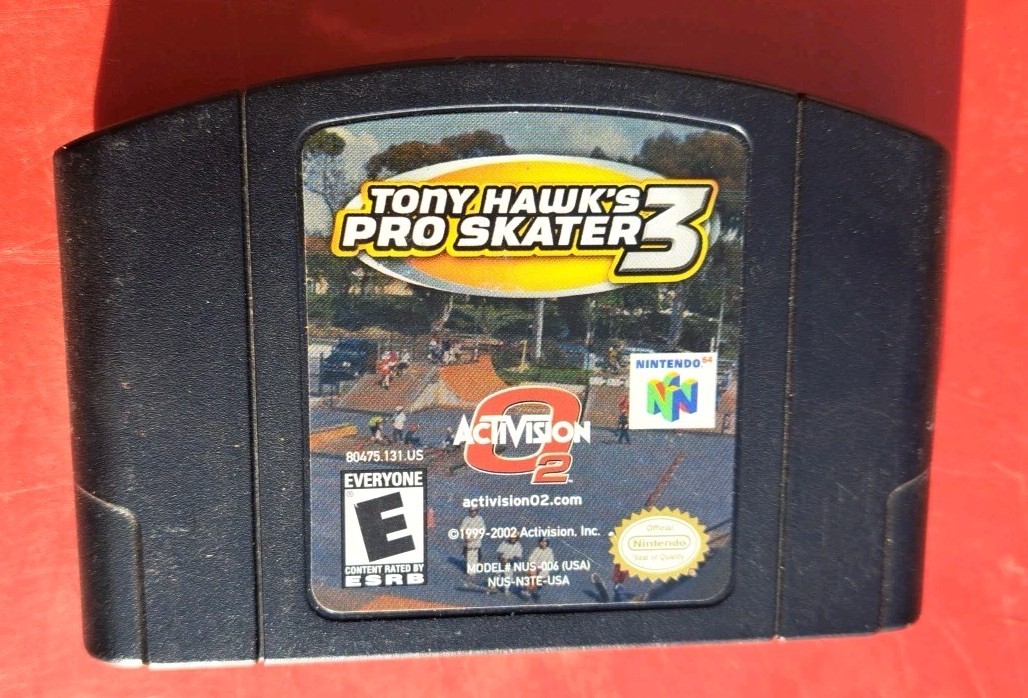 TONY HAWK'S
PRO SKATER 3
NINTENDO 64
ACTIVISION
O2
80475.131.US
EVERYONE
E
CONTENT RATED BY
ESRB
activisionO2.com
©1999-2002 Activision, Inc.
MODEL# NUS-006 (USA)
NUS-N3TE-USA
Official
Nintendo
Seal of Quality